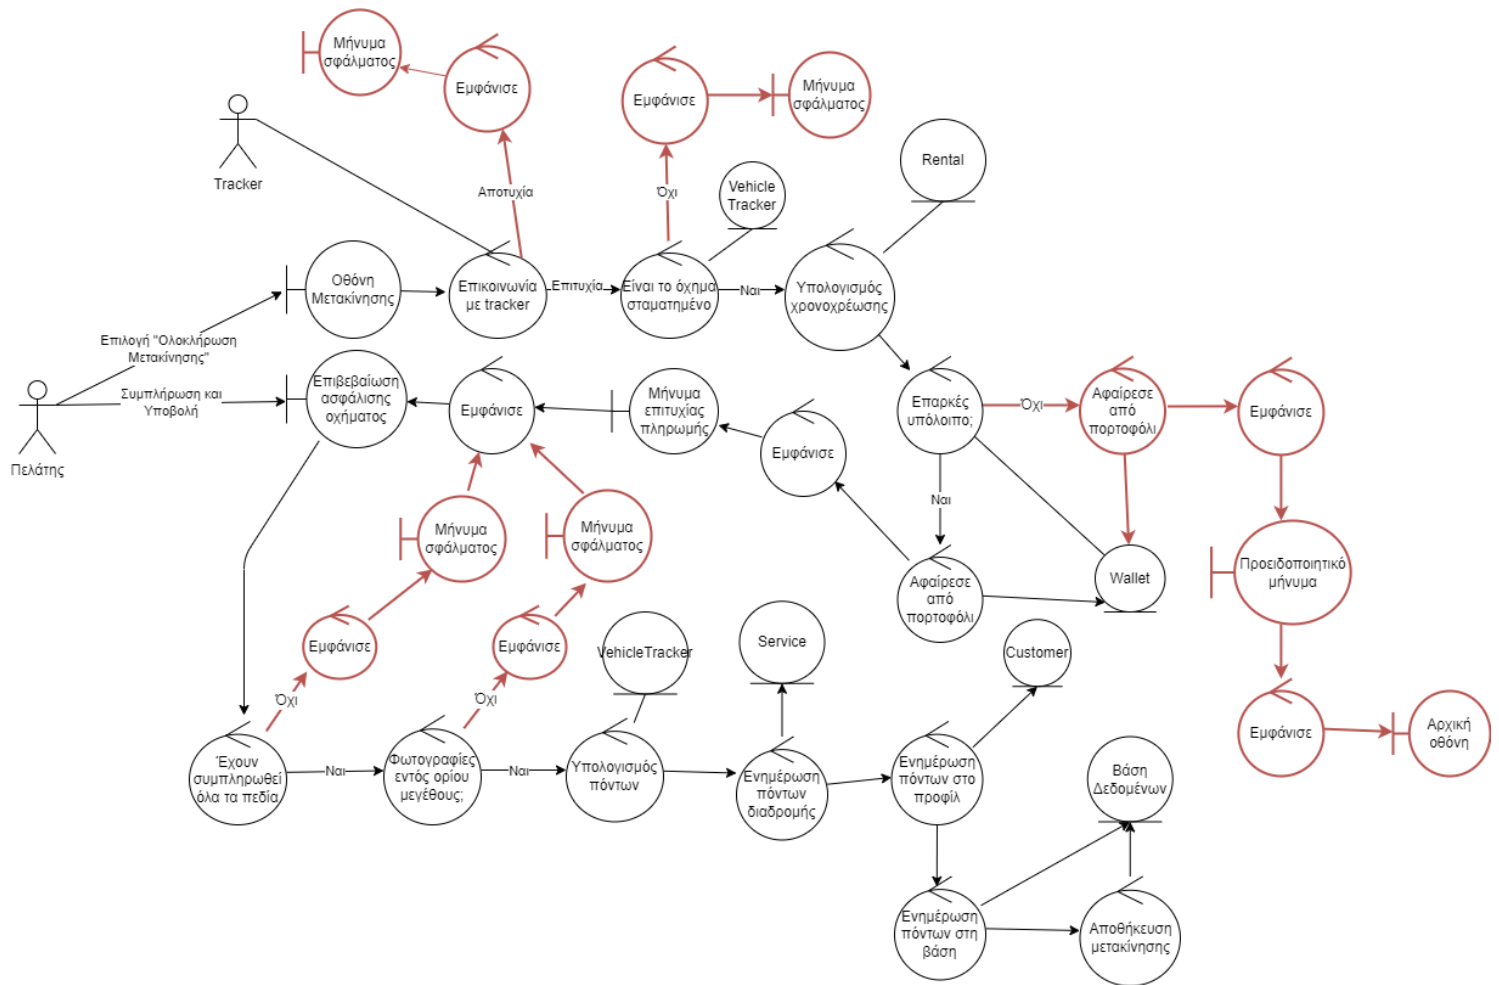 Μήνυμα
σφάλματος
Εμφάνισε
Εμφάνισε
Μήνυμα
σφάλματος
Tracker
Αποτυχία
Όχι
Vehicle
Tracker
Rental
Οθόνη
Μετακίνησης
Επικοινωνία
με tracker
Επιτυχία
Είναι το όχημα
σταματημένο
Ναι
Υπολογισμός
χρονοχρέωσης
Επιλογή "Ολοκλήρωση
Μετακίνησης"
Συμπλήρωση και
Υποβολή
Πελάτης
Επιβεβαίωση
ασφάλισης
οχήματος
Εμφάνισε
Μήνυμα
επιτυχίας
πληρωμής
Εμφάνισε
Επαρκές
υπόλοιπο;
Όχι
Αφαίρεσε
από
πορτοφόλι
Εμφάνισε
Ναι
Μήνυμα
σφάλματος
Μήνυμα
σφάλματος
Αφαίρεσε
από
πορτοφόλι
Wallet
Προειδοποιητικό
μήνυμα
Εμφάνισε
Εμφάνισε
VehicleTracker
Service
Customer
Όχι
Όχι
Εμφάνισε
Αρχική
οθόνη
Έχουν
συμπληρωθεί
όλα τα πεδία
Ναι
Φωτογραφίες
εντός ορίου
μεγέθους;
Ναι
Υπολογισμός
πόντων
Ενημέρωση
πόντων
διαδρομής
Ενημέρωση
πόντων στο
προφίλ
Βάση
Δεδομένων
Ενημέρωση
πόντων στη
βάση
Αποθήκευση
μετακίνησης